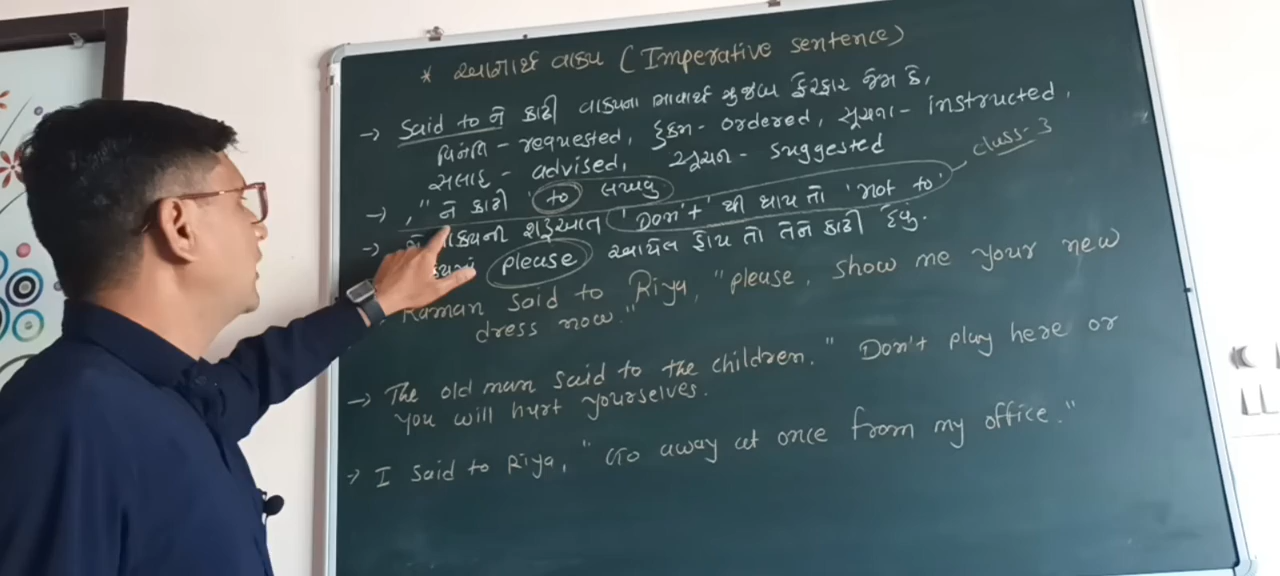 * આજ્ઞાર્થ વાક્ય (Imperative sentence)
→ Said to ને કાઢી વાક્યના ભાવાર્થ મુજબ ફેરફાર જેમ કે,
વિનંતિ - requested, હુકમ - ordered, સૂચના - instructed,
સલાહ - advised, સૂચન - suggested
→ , " ને કાઢી to લખવુ
→ વાક્યની શરૂઆત 'Don't' થી થાય તો 'not to' class-3
please આવેલ હોય તો તેને કાઢી દેવું.
Raman said to Riya, "please, show me your new
dress now."
→ The old man said to the children. " Don't play here or
you will hurt yourselves.
→ I said to Riya, "Go away at once from my office."